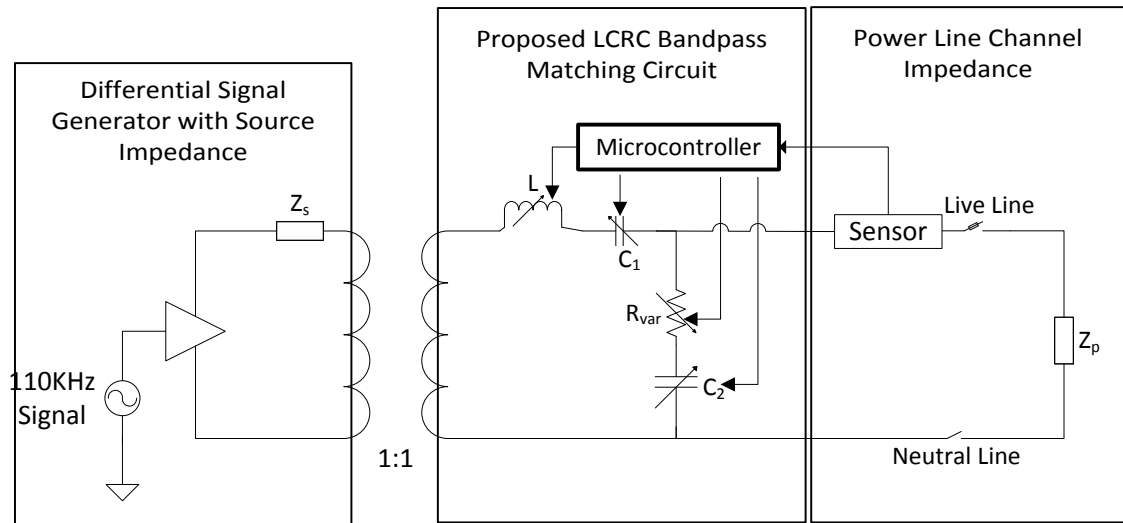 Differential Signal
Generator with Source
Impedance
Zs
110KHz
Signal
1:1
Proposed LCRC Bandpass
Matching Circuit
Microcontroller
L
C1
Rvar
C2
Power Line Channel
Impedance
Sensor
Live Line
Zp
Neutral Line